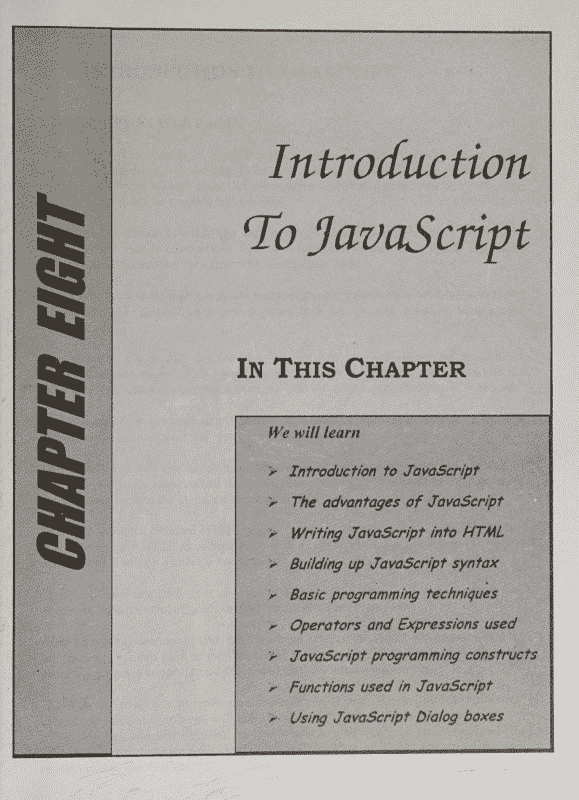 CHAPTER EIGHT
Introduction
To JavaScript
IN THIS CHAPTER
We will learn
➢ Introduction to JavaScript
➢ The advantages of JavaScript
➢ Writing JavaScript into HTML
➢ Building up JavaScript syntax
➢ Basic programming techniques
➢ Operators and Expressions used
➢ JavaScript programming constructs
➢ Functions used in JavaScript
➢ Using JavaScript Dialog boxes